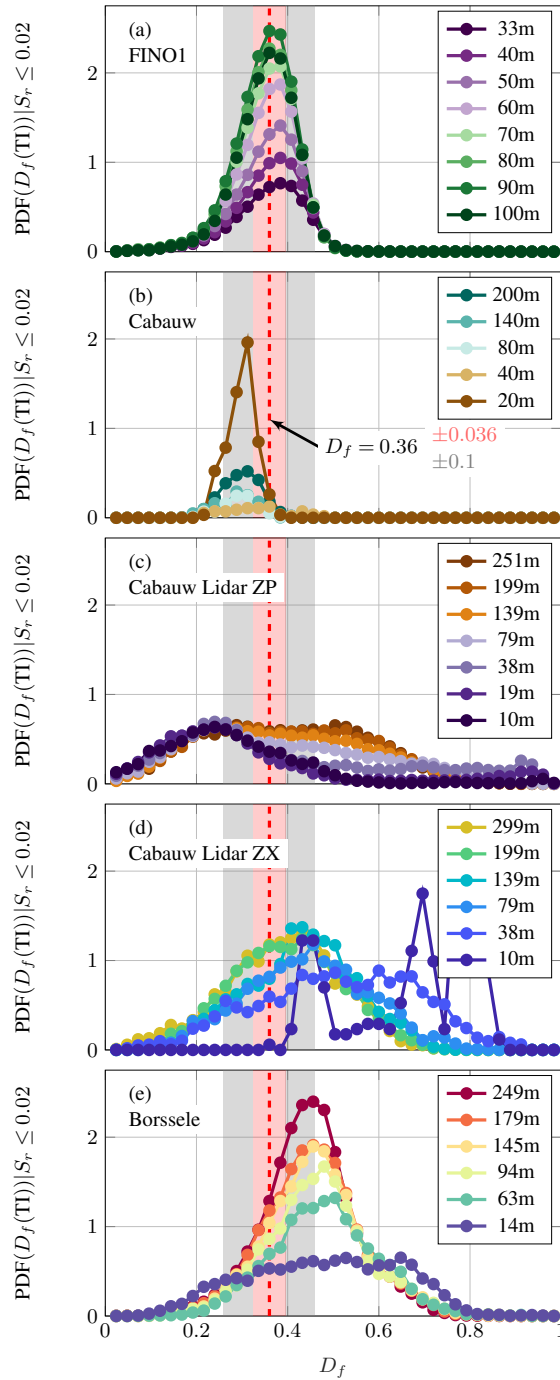 (a)
FINO1
33m
40m
50m
60m
70m
80m
90m
100m
PDF(D_f(TI))|S_r ≤ 0.02
0
1
2
(b)
Cabauw
200m
140m
80m
40m
20m
D_f = 0.36
±0.036
±0.1
PDF(D_f(TI))|S_r ≤ 0.02
0
1
2
(c)
Cabauw Lidar ZP
251m
199m
139m
79m
38m
19m
10m
PDF(D_f(TI))|S_r ≤ 0.02
0
1
2
(d)
Cabauw Lidar ZX
299m
199m
139m
79m
38m
10m
PDF(D_f(TI))|S_r ≤ 0.02
0
1
2
(e)
Borssele
249m
179m
145m
94m
63m
14m
PDF(D_f(TI))|S_r ≤ 0.02
0
1
2
0 0.2 0.4 0.6 0.8 1
D_f